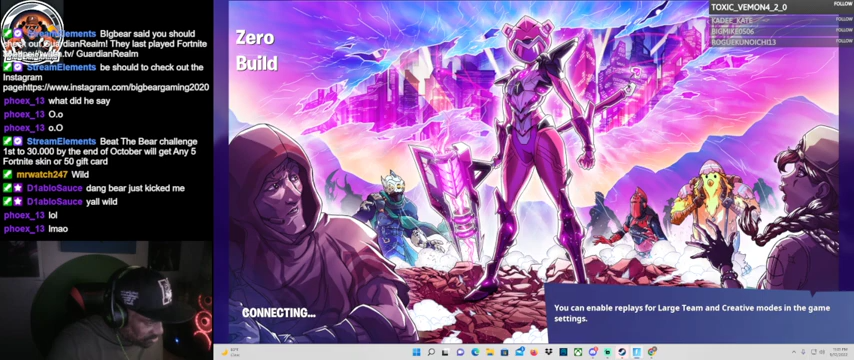 StreamElements Bigbear said you should
check out GuardianRealm! They last played Fortnite
GuardianRealm
StreamElements be should to check out the
Instagram
pagehttps://www.instagram.com/bigbeargaming2020
phoex_13 what did he say
phoex_13 O.o
phoex_13 o.O
StreamElements Beat The Bear challenge
1st to 30.000 by the end of October will get Any 5
Fortnite skin or 50 gift card
mrwatch247 Wild
D1abloSauce dang bear just kicked me
D1abloSauce yall wild
phoex_13 lol
phoex_13 lmao
Zero
Build
TOXIC_VEMON4_2_0 FOLLOW
KADEE_KATE FOLLOW
BIGMIKE0506 FOLLOW
ROGUEKUNOICHI13 FOLLOW
CONNECTING...
You can enable replays for Large Team and Creative modes in the game
settings.